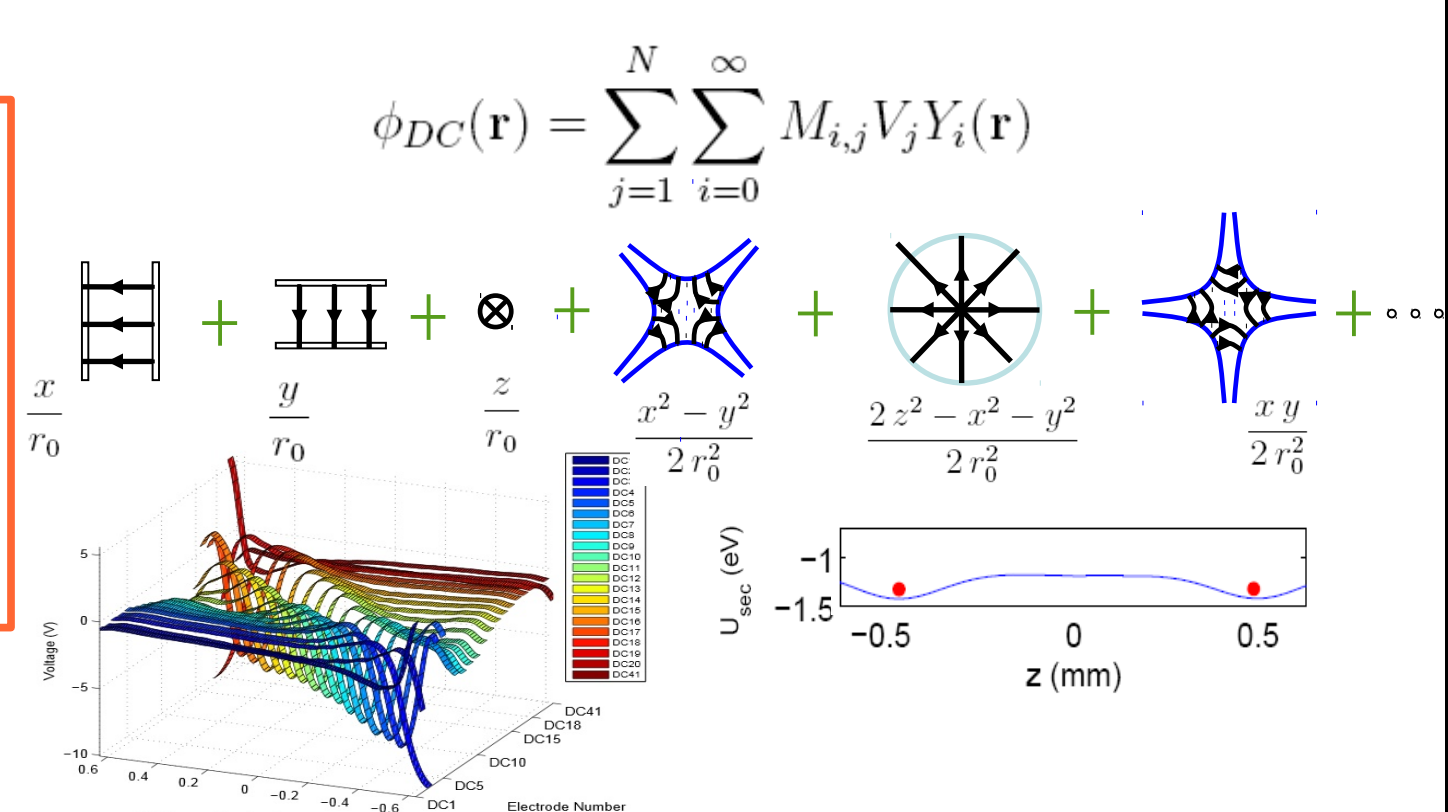 ϕ_DC(r) = ∑_{j=1}^{N} ∑_{i=0}^{∞} M_{i,j} V_j Y_i(r)
+ + + + + + ∘ ∘ ∘
x/r_0
y/r_0
z/r_0
(x^2 − y^2)/(2 r_0^2)
(2 z^2 − x^2 − y^2)/(2 r_0^2)
(x y)/(2 r_0^2)
Voltage (V)
5
0
−5
−10
0.6
0.4
0.2
0
−0.2
−0.4
−0.6
DC1
DC5
DC10
DC15
DC18
DC41
Electrode Number
DC4
DC5
DC6
DC7
DC8
DC9
DC10
DC11
DC12
DC13
DC14
DC15
DC16
DC17
DC18
DC19
DC20
DC41
U_sec (eV)
−1
−1.5
−0.5
0
0.5
z (mm)